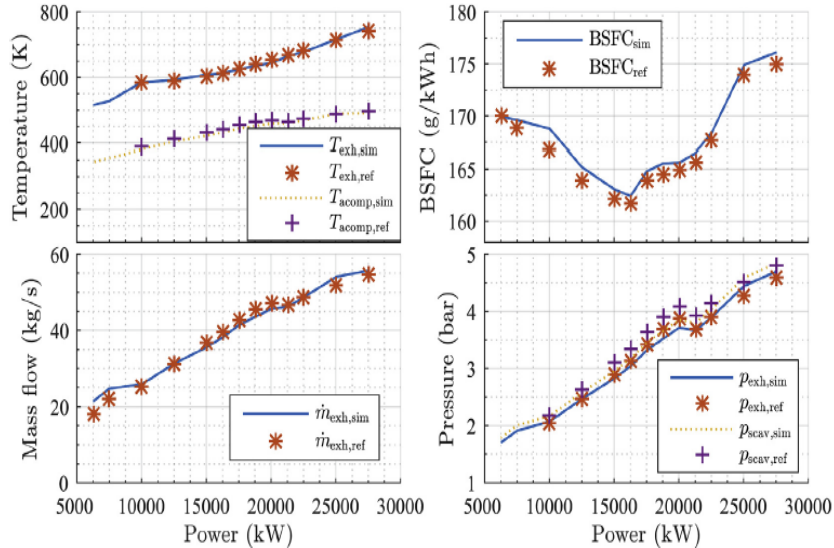 Temperature (K)
800
600
400
200
T_exh,sim
T_exh,ref
T_acomp,sim
T_acomp,ref
BSFC (g/kWh)
175
170
165
160
BSFC_sim
BSFC_ref
Mass flow (kg/s)
60
40
20
0
ṁ_exh,sim
ṁ_exh,ref
5000 10000 15000 20000 25000 30000
Power (kW)
Pressure (bar)
5
4
3
2
1
p_exh,sim
p_exh,ref
p_scav,sim
p_scav,ref
5000 10000 15000 20000 25000 30000
Power (kW)